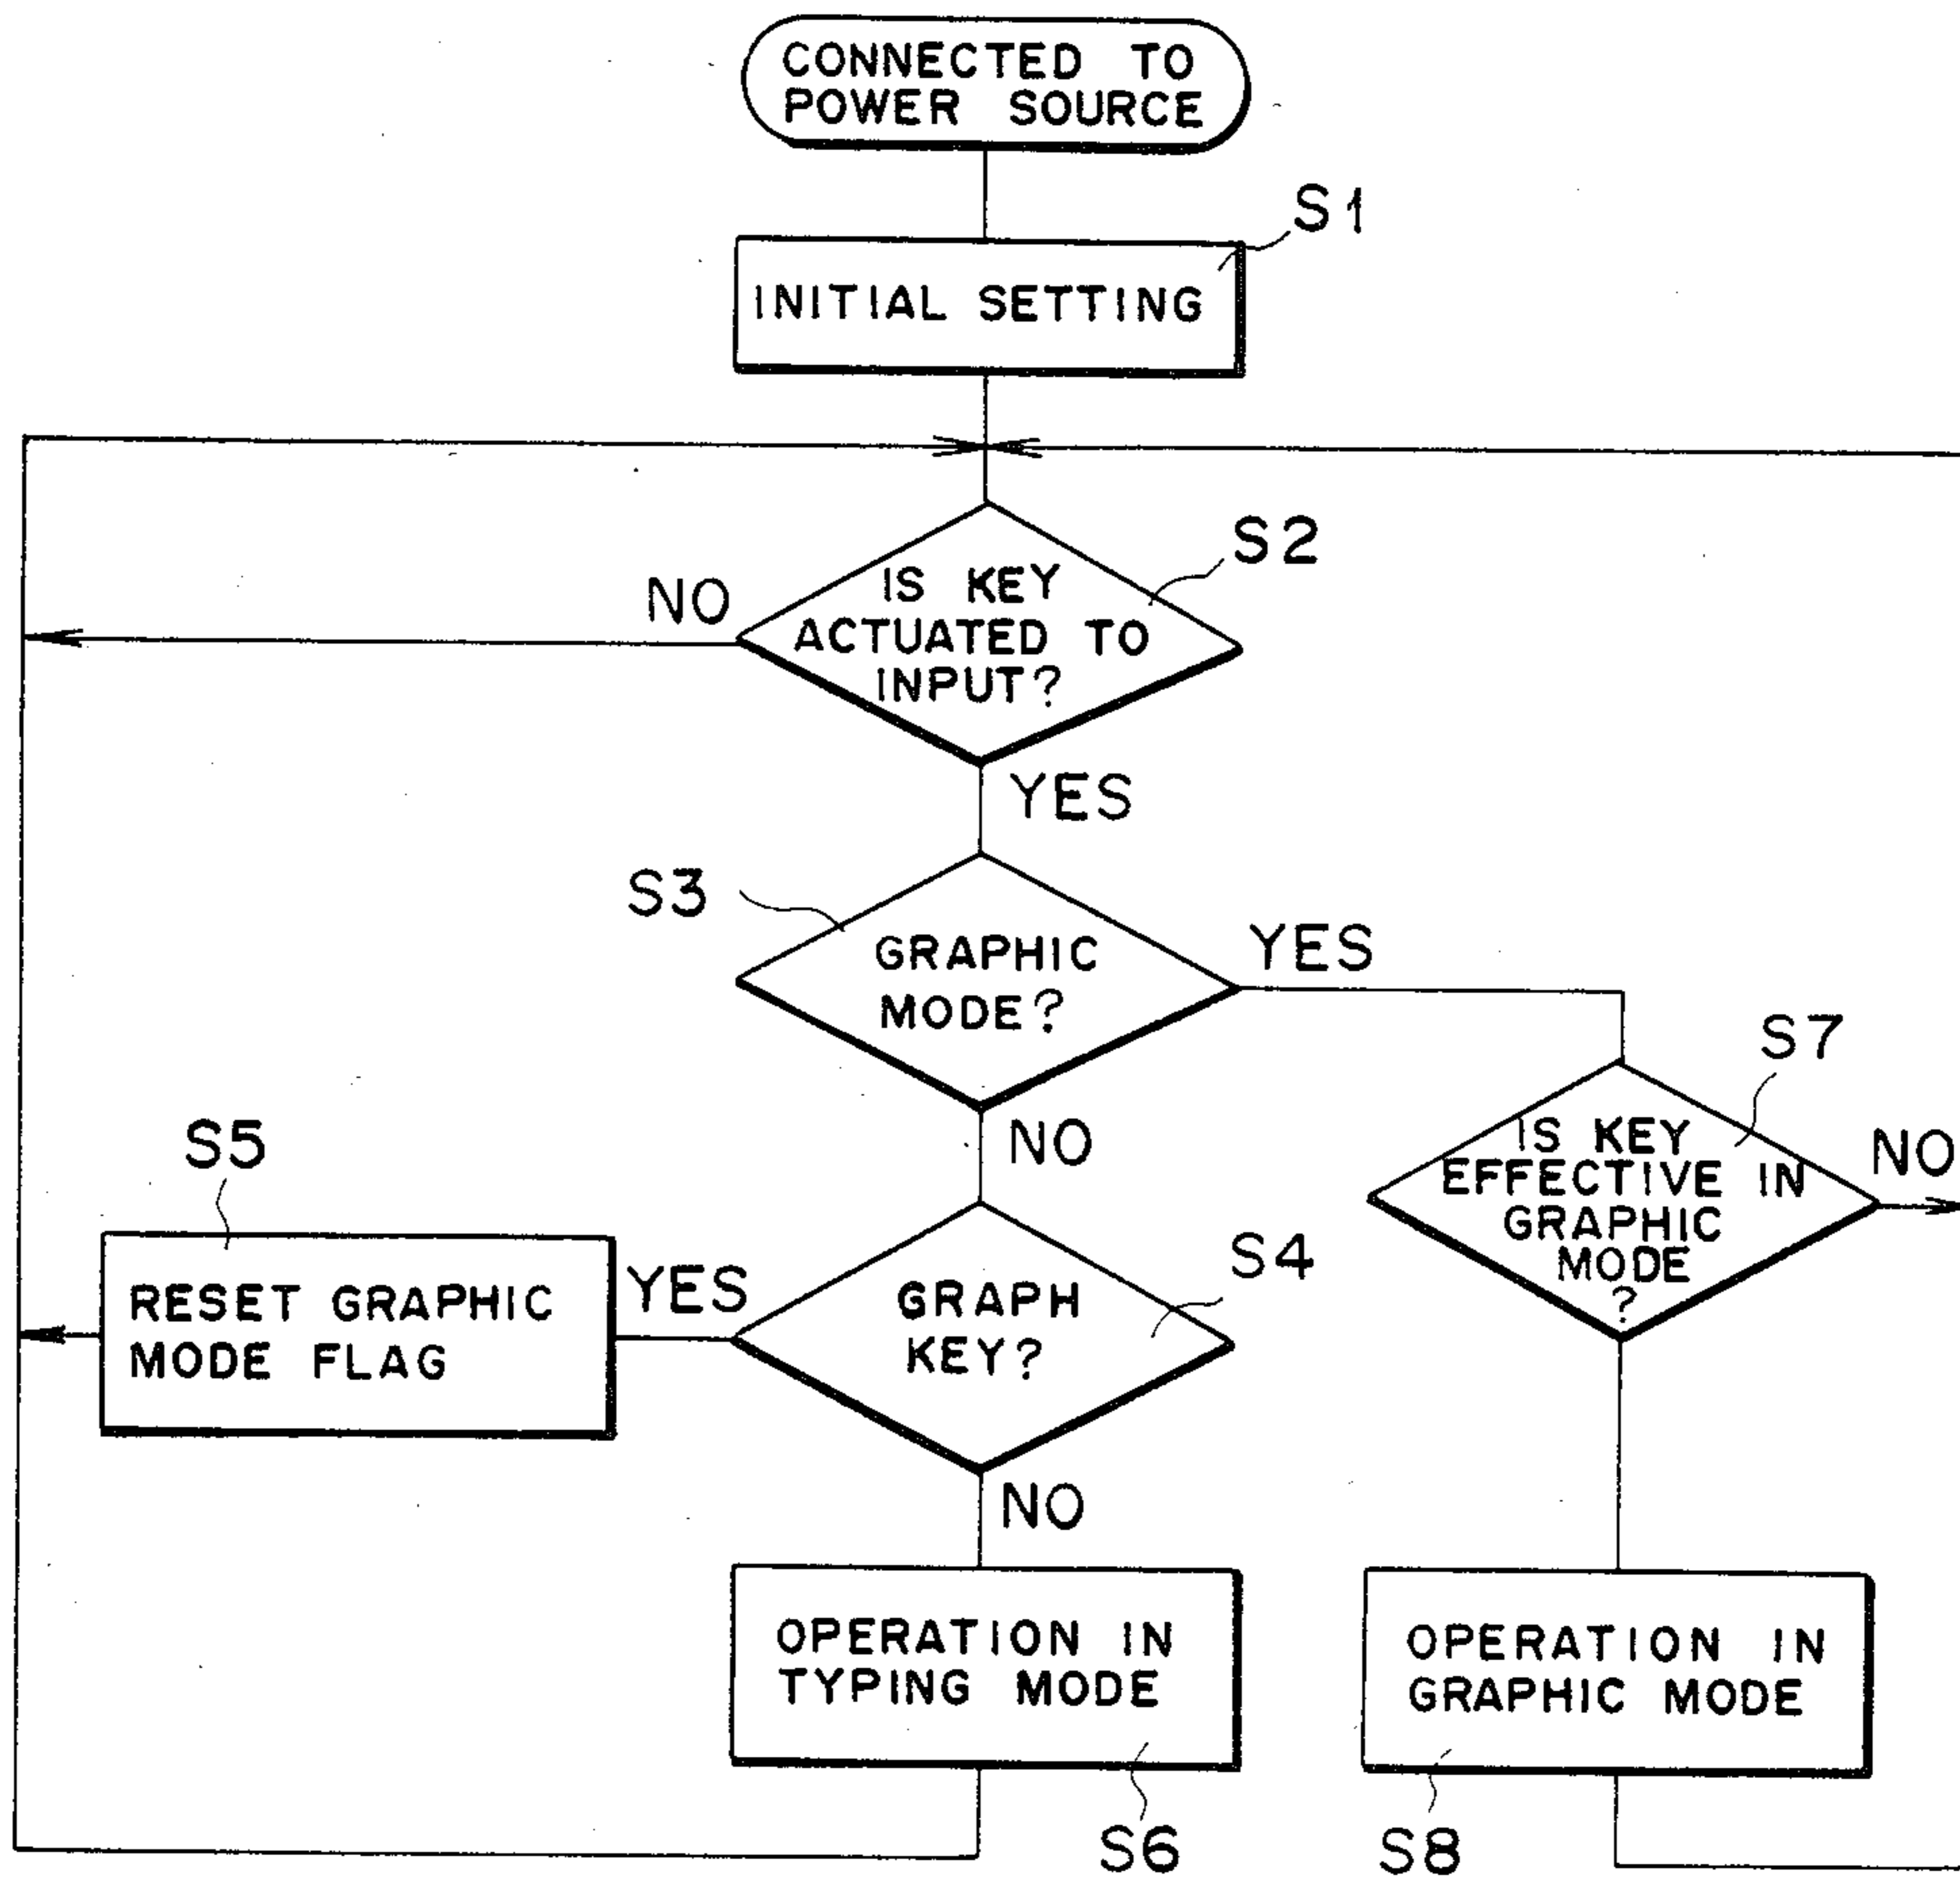 CONNECTED TO
POWER SOURCE
S1
INITIAL SETTING
S2
NO
IS KEY
ACTUATED TO
INPUT?
YES
S3
GRAPHIC
MODE?
YES
S7
NO
IS KEY
EFFECTIVE IN
GRAPHIC
MODE
?
NO
S5
RESET GRAPHIC
MODE FLAG
YES
S4
GRAPH
KEY?
NO
OPERATION IN
TYPING MODE
S6
OPERATION IN
GRAPHIC MODE
S8